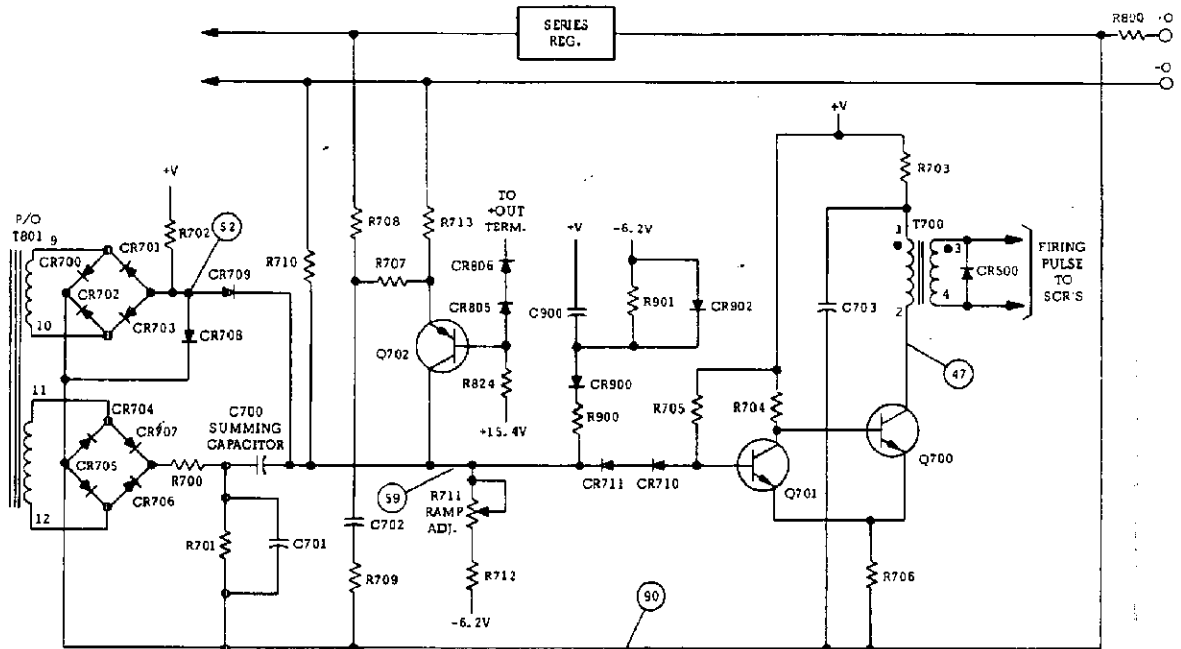 SERIES
REG.
R890
+O
-O
+V
+V
R703
P/O
T801
9
CR700
CR701
R702
52
CR709
CR702
CR703
CR708
10
R710
R708
R713
R707
TO
+OUT
TERM.
CR806
CR805
Q702
R824
+15.4V
+V
-6.2V
C900
R901
CR902
CR900
R900
T700
1
2
3
4
CR500
FIRING
PULSE
TO
SCR'S
C703
47
R705
R704
Q700
Q701
11
CR704
CR707
CR705
CR706
12
C700
SUMMING
CAPACITOR
R700
R701
C701
59
C702
R711
RAMP
ADJ.
R709
R712
-6.2V
CR711
CR710
R706
90